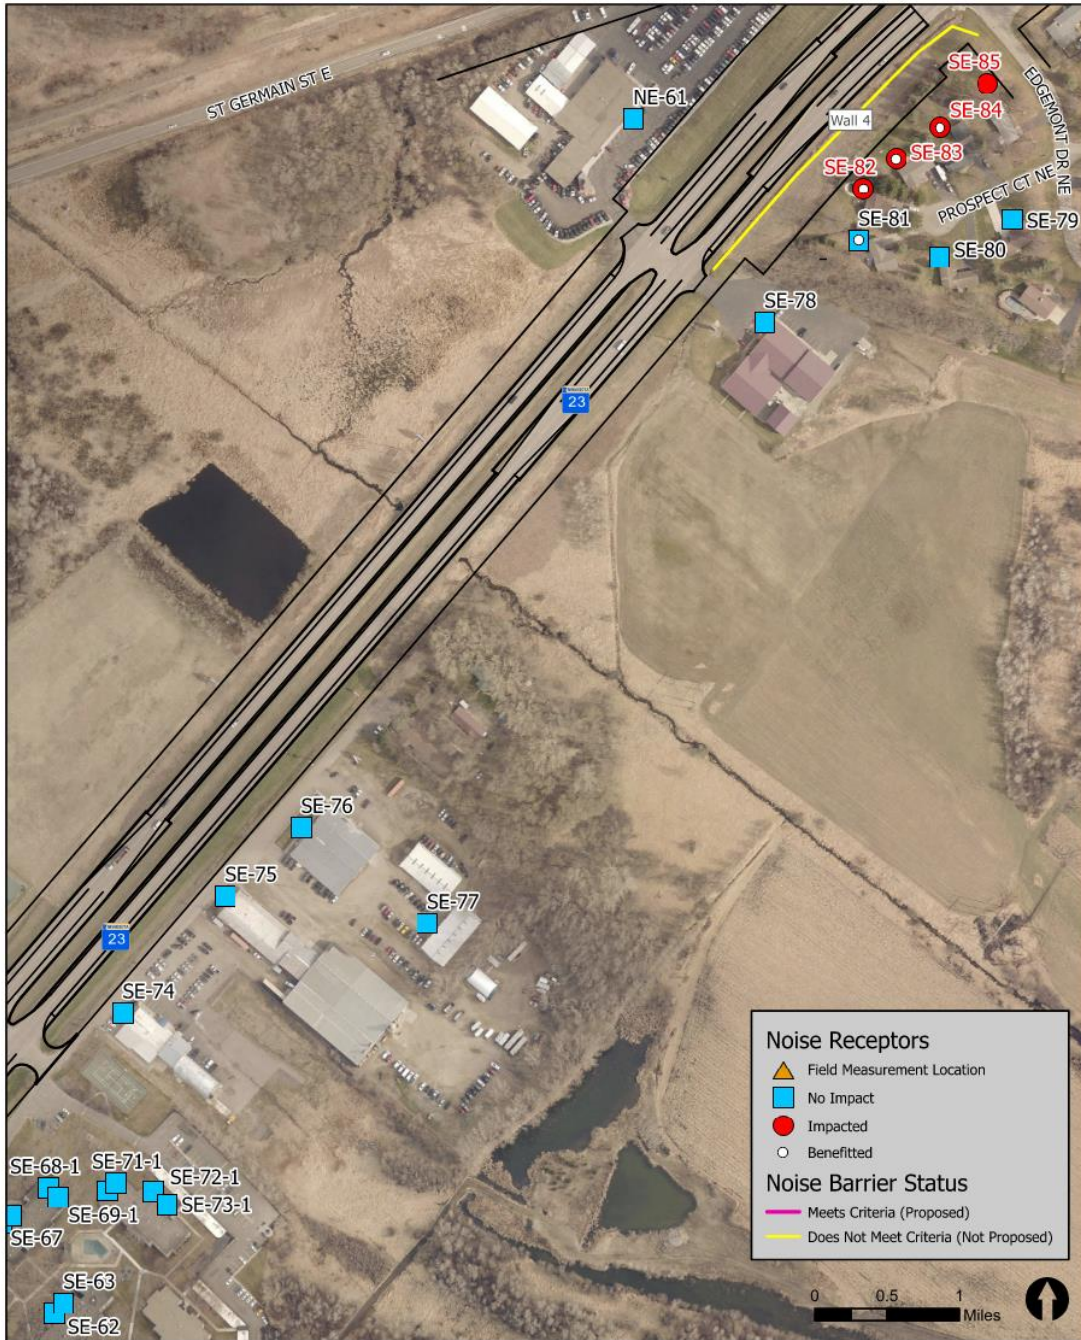 ST GERMAIN ST E
NE-61
SE-85
EDGEMONT DR NE
SE-84
Wall 4
SE-83
SE-82
PROSPECT CT NE
SE-81
SE-79
SE-80
SE-78
23
SE-76
SE-75
SE-77
23
SE-74
SE-68-1
SE-71-1
SE-72-1
SE-69-1
SE-73-1
SE-67
SE-63
SE-62
Noise Receptors
Field Measurement Location
No Impact
Impacted
Benefitted
Noise Barrier Status
Meets Criteria (Proposed)
Does Not Meet Criteria (Not Proposed)
0 0.5 1
Miles